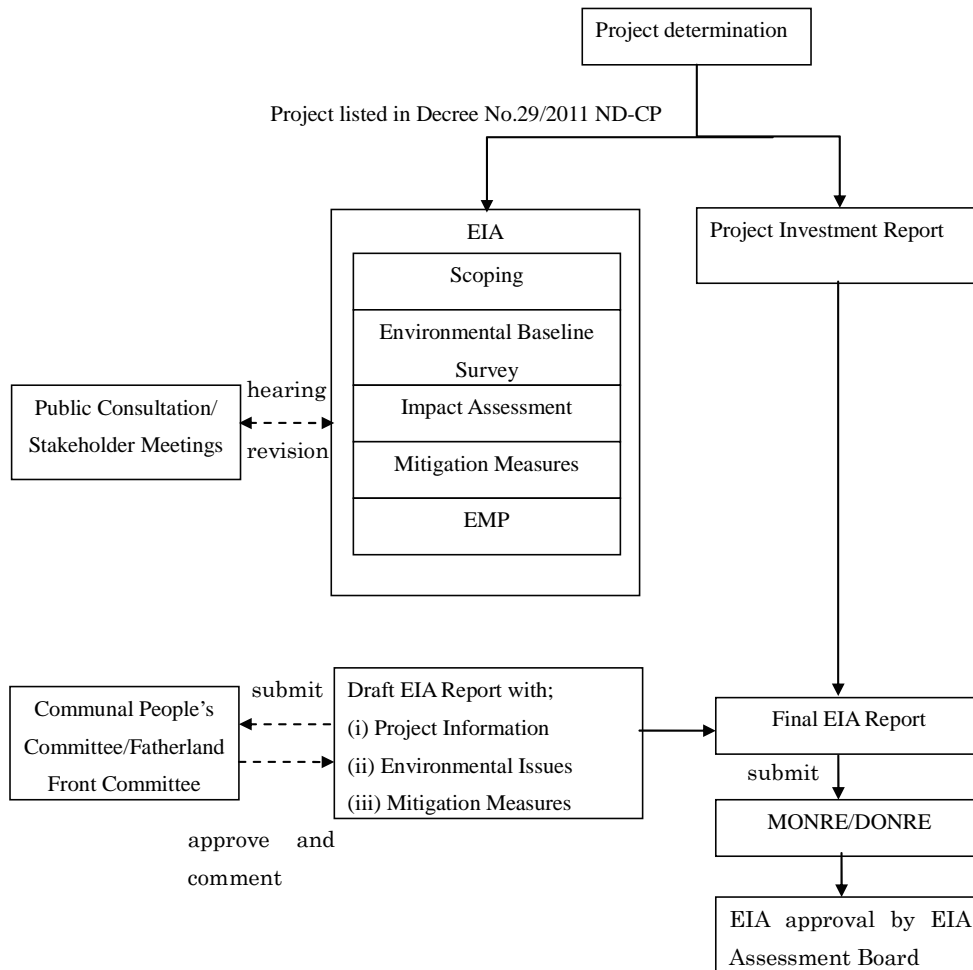 Project determination
Project listed in Decree No.29/2011 ND-CP
EIA
Project Investment Report
Scoping
Environmental Baseline
Survey
Impact Assessment
Mitigation Measures
EMP
hearing
revision
Public Consultation/
Stakeholder Meetings
submit
Communal People's
Committee/Fatherland
Front Committee
approve and
comment
Draft EIA Report with;
(i) Project Information
(ii) Environmental Issues
(iii) Mitigation Measures
Final EIA Report
submit
MONRE/DONRE
EIA approval by EIA
Assessment Board